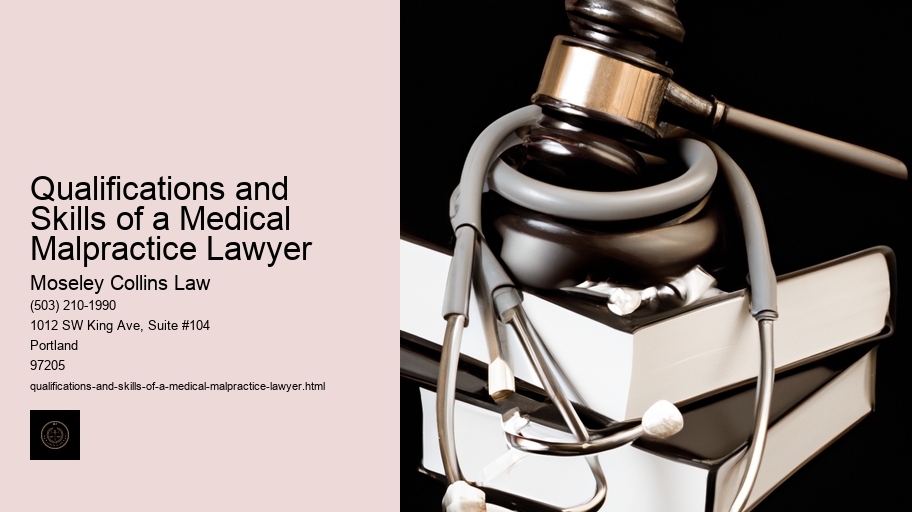 Qualifications and
Skills of a Medical
Malpractice Lawyer
Moseley Collins Law
(503) 210-1990
1012 SW King Ave, Suite #104
Portland
97205
qualifications-and-skills-of-a-medical-malpractice-lawyer.html